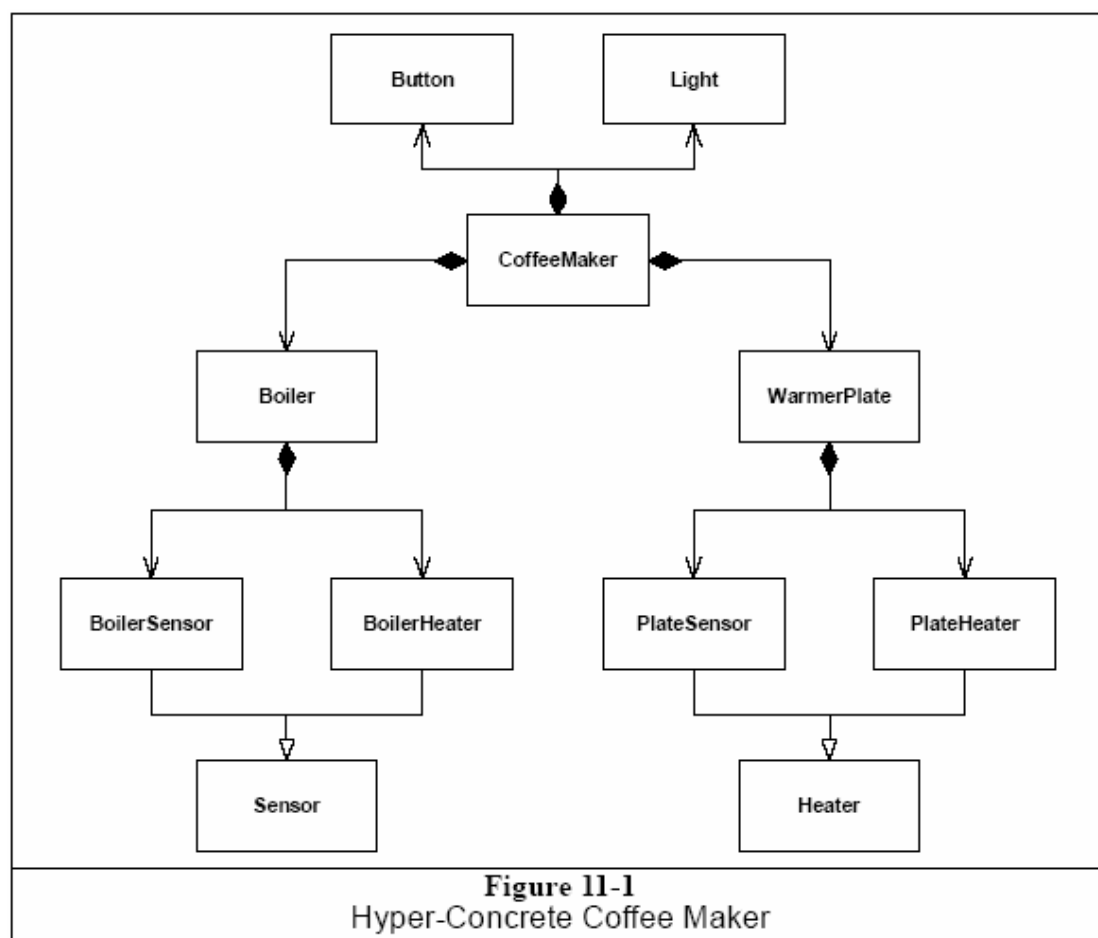 Button
Light
CoffeeMaker
Boiler
WarmerPlate
BoilerSensor
BoilerHeater
PlateSensor
PlateHeater
Sensor
Heater
Figure 11-1
Hyper-Concrete Coffee Maker